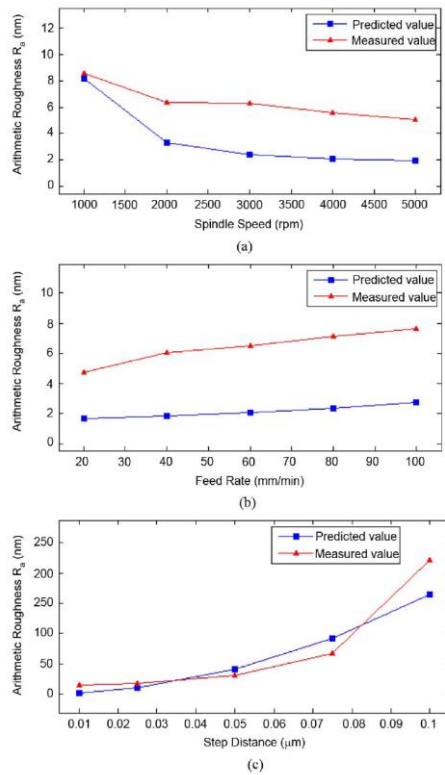 Arithmetic Roughness Rₐ (nm)
12
10
8
6
4
2
0
Predicted value
Measured value
1000 1500 2000 2500 3000 3500 4000 4500 5000
Spindle Speed (rpm)
(a)
Arithmetic Roughness Rₐ (nm)
10
8
6
4
2
0
Predicted value
Measured value
20 30 40 50 60 70 80 90 100
Feed Rate (mm/min)
(b)
Arithmetic Roughness Rₐ (nm)
250
200
150
100
50
0
Predicted value
Measured value
0.01 0.02 0.03 0.04 0.05 0.06 0.07 0.08 0.09 0.1
Step Distance (μm)
(c)